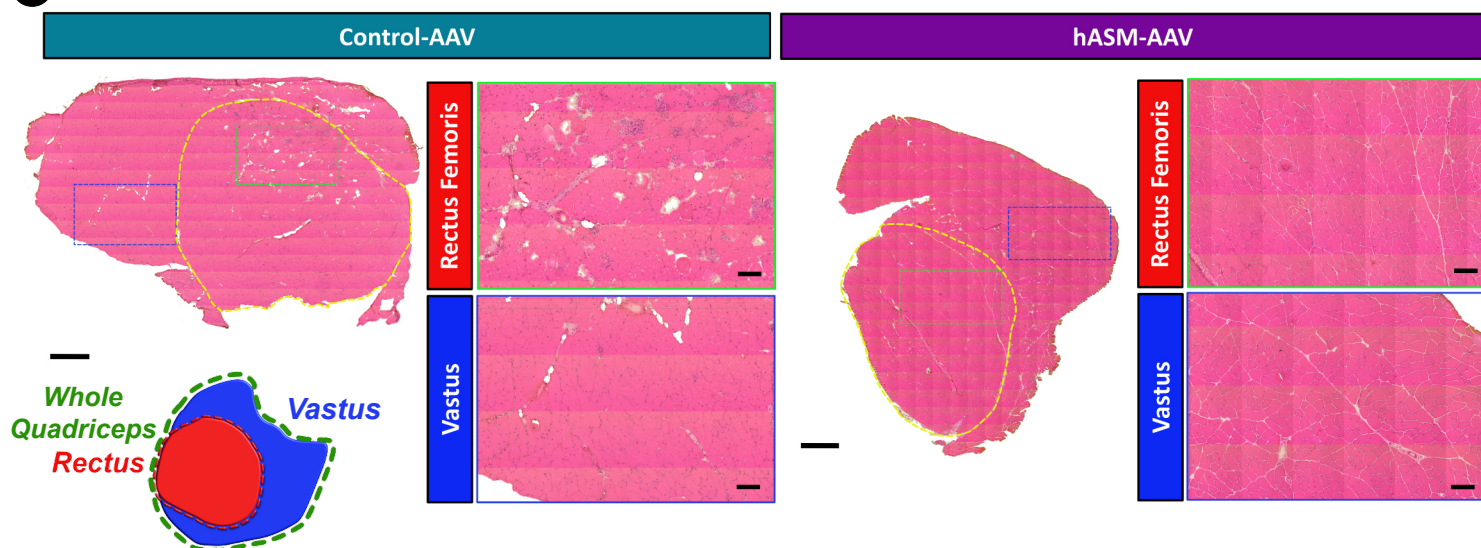 Control-AAV
hASM-AAV
Rectus Femoris
Vastus
Rectus Femoris
Vastus
Whole
Quadriceps
Rectus
Vastus